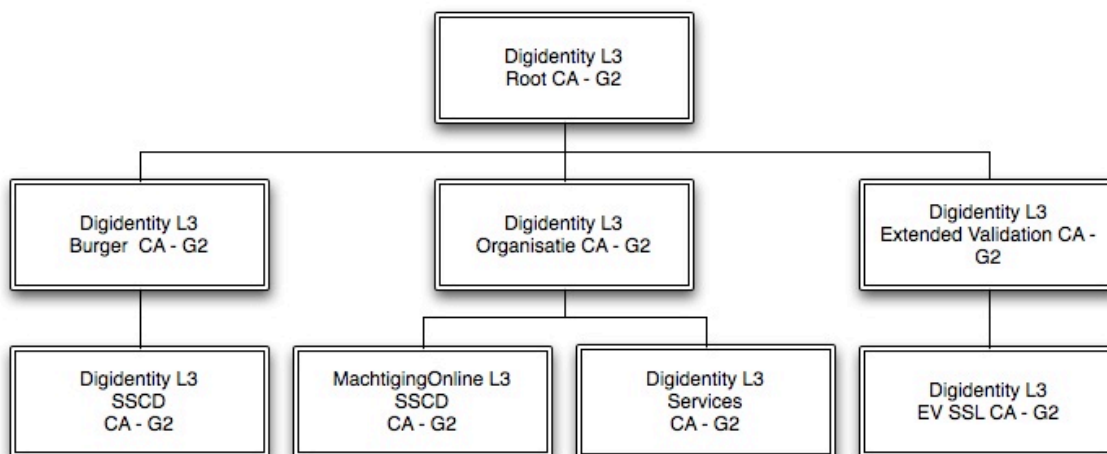 Digidentity L3
Root CA - G2
Digidentity L3
Burger CA - G2
Digidentity L3
Organisatie CA - G2
Digidentity L3
Extended Validation CA -
G2
Digidentity L3
SSCD
CA - G2
MachtigingOnline L3
SSCD
CA - G2
Digidentity L3
Services
CA - G2
Digidentity L3
EV SSL CA - G2